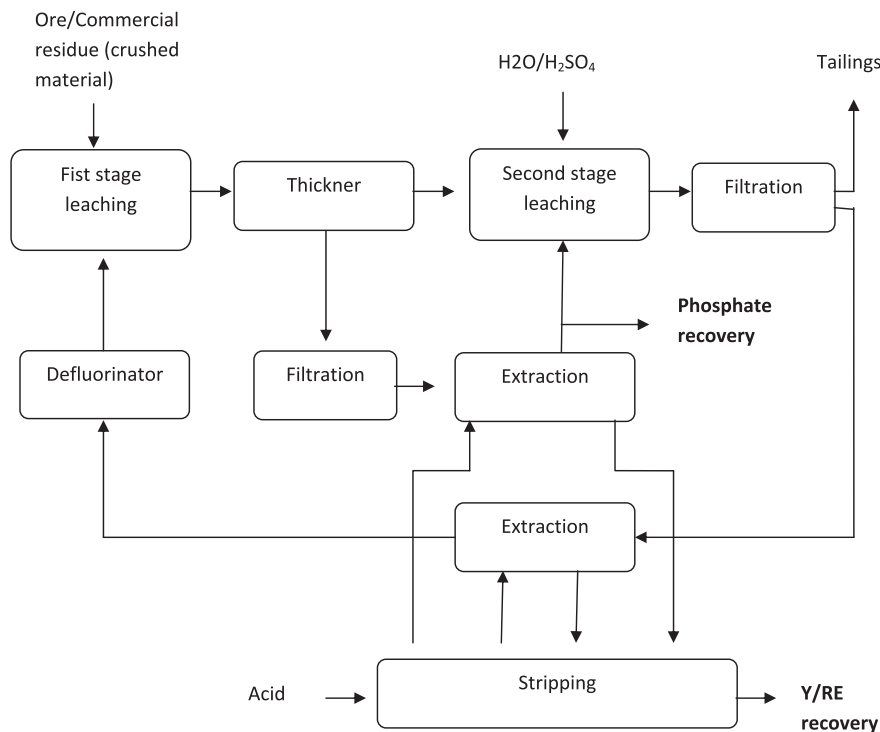 Ore/Commercial
residue (crushed
material)
H2O/H₂SO₄
Tailings
Fist stage
leaching
Thickner
Second stage
leaching
Filtration
Phosphate
recovery
Defluorinator
Filtration
Extraction
Extraction
Acid
Stripping
Y/RE
recovery